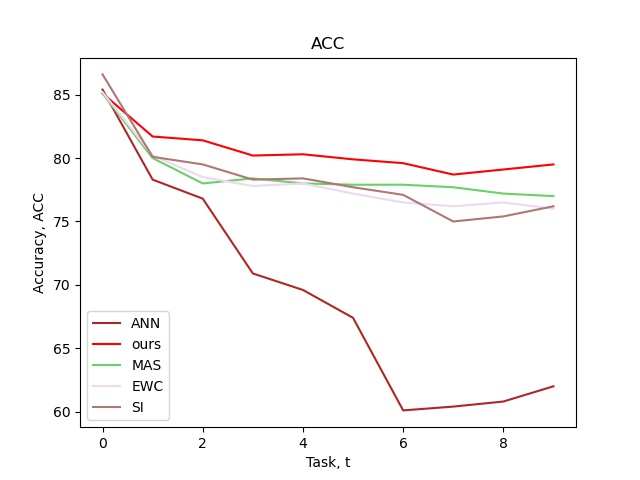 ACC
Accuracy, ACC
85
80
75
70
65
60
ANN
ours
MAS
EWC
SI
0
2
4
6
8
Task, t